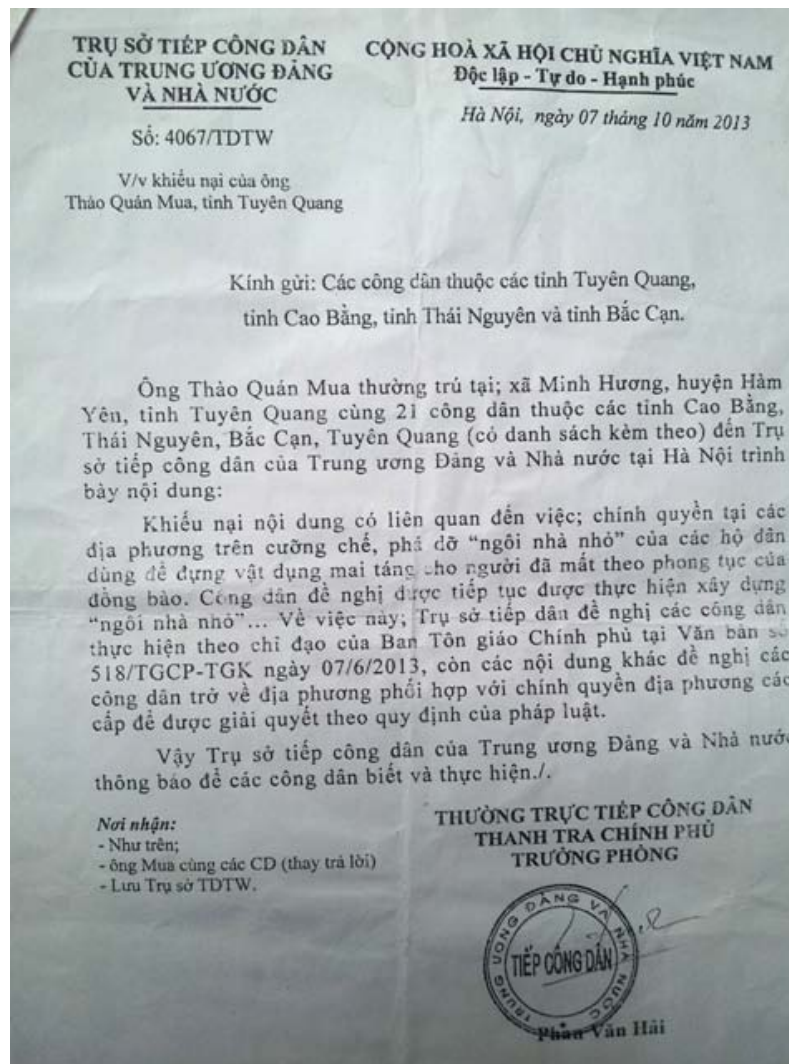 TRỤ SỞ TIẾP CÔNG DÂN
CỦA TRUNG ƯƠNG ĐẢNG
VÀ NHÀ NƯỚC
CỘNG HOÀ XÃ HỘI CHỦ NGHĨA VIỆT NAM
Độc lập - Tự do - Hạnh phúc
Số: 4067/TDTW
Hà Nội, ngày 07 tháng 10 năm 2013
V/v khiếu nại của ông
Thào Quán Mua, tỉnh Tuyên Quang
Kính gửi: Các công dân thuộc các tỉnh Tuyên Quang,
tỉnh Cao Bằng, tỉnh Thái Nguyên và tỉnh Bắc Cạn.
Ông Thào Quán Mua thường trú tại; xã Minh Hương, huyện Hàm
Yên, tỉnh Tuyên Quang cùng 21 công dân thuộc các tỉnh Cao Bằng,
Thái Nguyên, Bắc Cạn, Tuyên Quang (có danh sách kèm theo) đến Trụ
sở tiếp công dân của Trung ương Đảng và Nhà nước tại Hà Nội trình
bày nội dung:
Khiếu nại nội dung có liên quan đến việc; chính quyền tại các
địa phương trên cưỡng chế, phá dỡ “ngôi nhà nhỏ” của các hộ dân
dùng để đựng vật dụng mai táng cho người đã mất theo phong tục của
đồng bào. Công dân đề nghị được tiếp tục được thực hiện xây dựng
“ngôi nhà nhỏ”... Về việc này; Trụ sở tiếp dân đề nghị các công dân
thực hiện theo chỉ đạo của Ban Tôn giáo Chính phủ tại Văn bản số
518/TGCP-TGK ngày 07/6/2013, còn các nội dung khác đề nghị các
công dân trở về địa phương phối hợp với chính quyền địa phương các
cấp để được giải quyết theo quy định của pháp luật.
Vậy Trụ sở tiếp công dân của Trung ương Đảng và Nhà nước
thông báo để các công dân biết và thực hiện./.
Nơi nhận:
- Như trên;
- ông Mua cùng các CD (thay trả lời)
- Lưu Trụ sở TDTW.
THƯỜNG TRỰC TIẾP CÔNG DÂN
THANH TRA CHÍNH PHỦ
TRƯỞNG PHÒNG
TRUNG ƯƠNG ĐẢNG VÀ NHÀ NƯỚC
TIẾP CÔNG DÂN
Phan Văn Hải